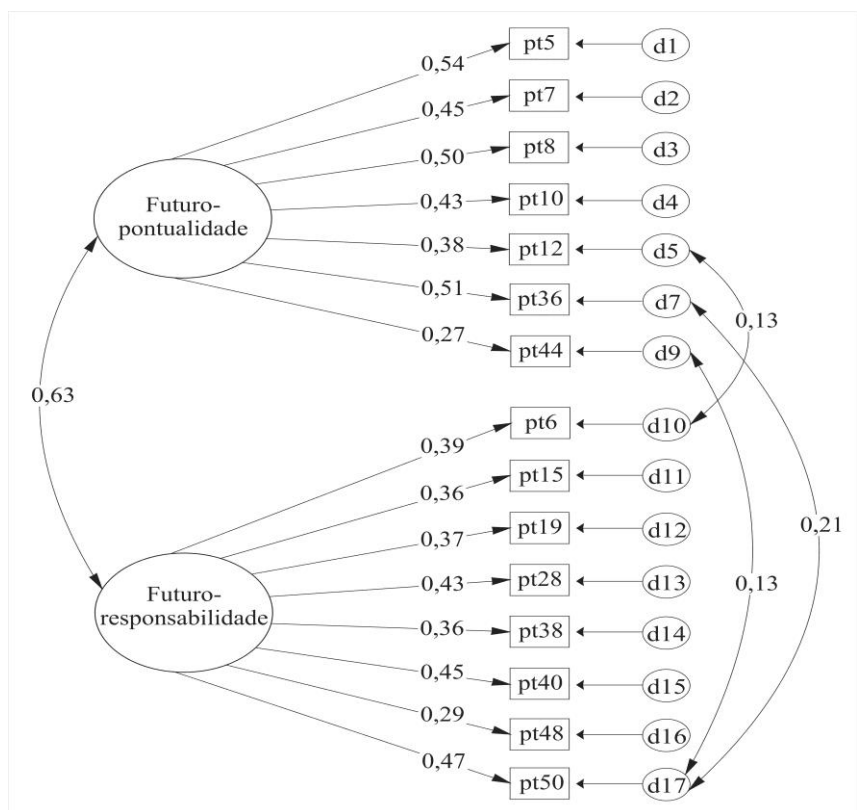 0,54 pt5 d1
0,45 pt7 d2
0,50 pt8 d3
0,43 pt10 d4
Futuro-
pontualidade
0,38 pt12 d5
0,51 pt36 d7
0,27 pt44 d9
0,13
0,63
0,39 pt6 d10
0,36 pt15 d11
0,37 pt19 d12
0,21
0,43 pt28 d13
0,13
Futuro-
responsabilidade
0,36 pt38 d14
0,45 pt40 d15
0,29 pt48 d16
0,47 pt50 d17